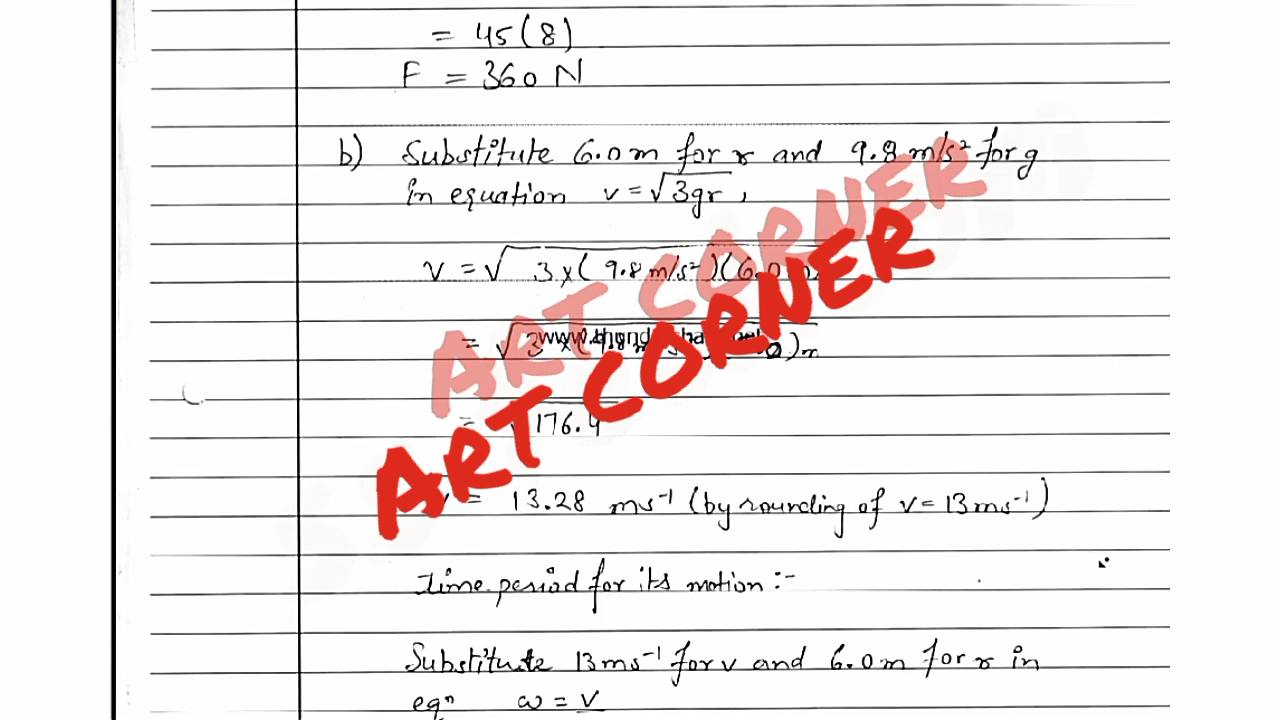 = 45(8)
F = 360 N
b) Substitute 6.0m for r and 9.8 m/s² for g
in equation v = √3gr ,
V = √ 3×( 9.8 m/s² )(6.0
= √ 3 )m
= √176.4
= 13.28 ms⁻¹ (by rounding of v = 13 ms⁻¹)
Time period for its motion :-
Substitute 13 ms⁻¹ for v and 6.0 m for r in
eqⁿ ω = v
ART CORNER
ART CORNER